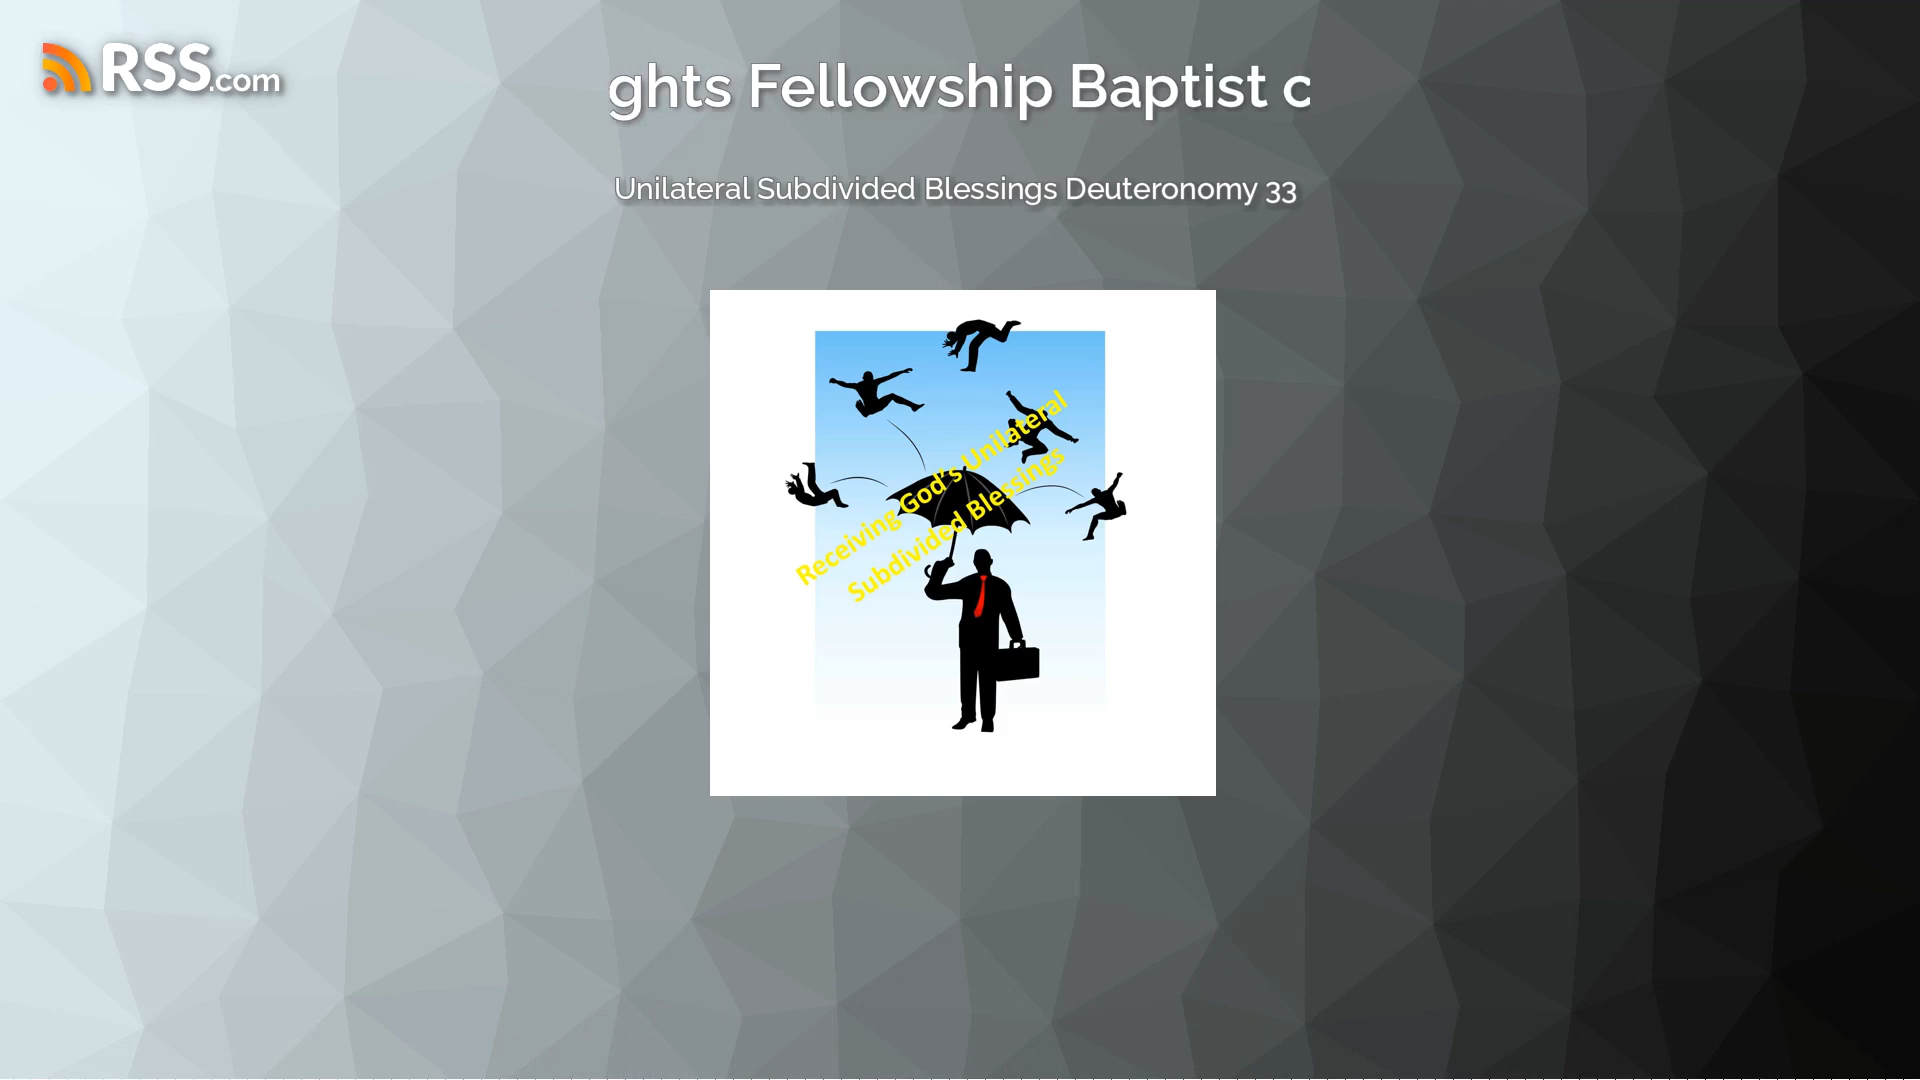 RSS.com
ghts Fellowship Baptist c
Unilateral Subdivided Blessings Deuteronomy 33
Receiving God's Unilateral
Subdivided Blessings